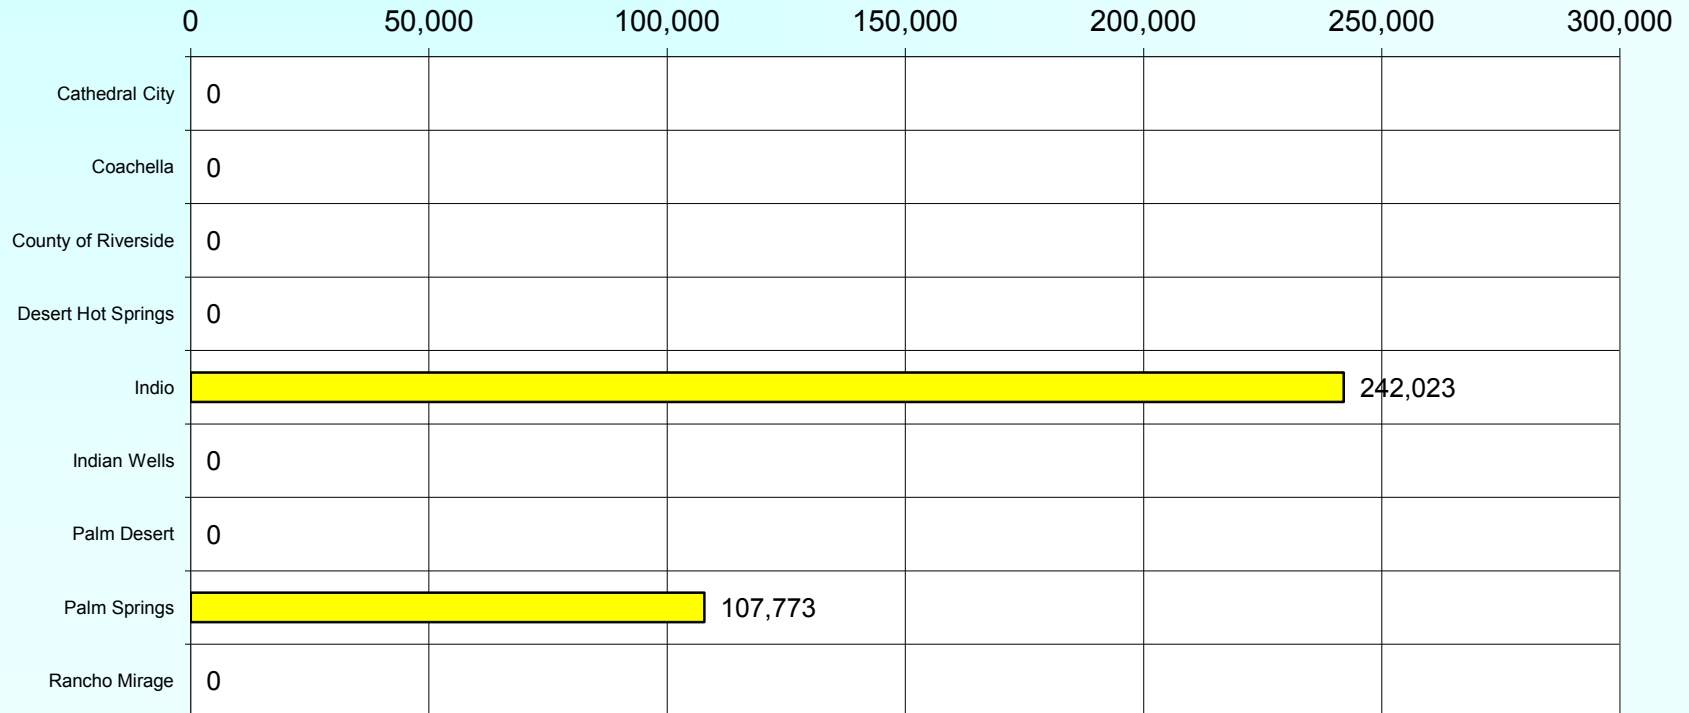 0 50,000 100,000 150,000 200,000 250,000 300,000
Cathedral City 0
Coachella 0
County of Riverside 0
Desert Hot Springs 0
Indio 242,023
Indian Wells 0
Palm Desert 0
Palm Springs 107,773
Rancho Mirage 0